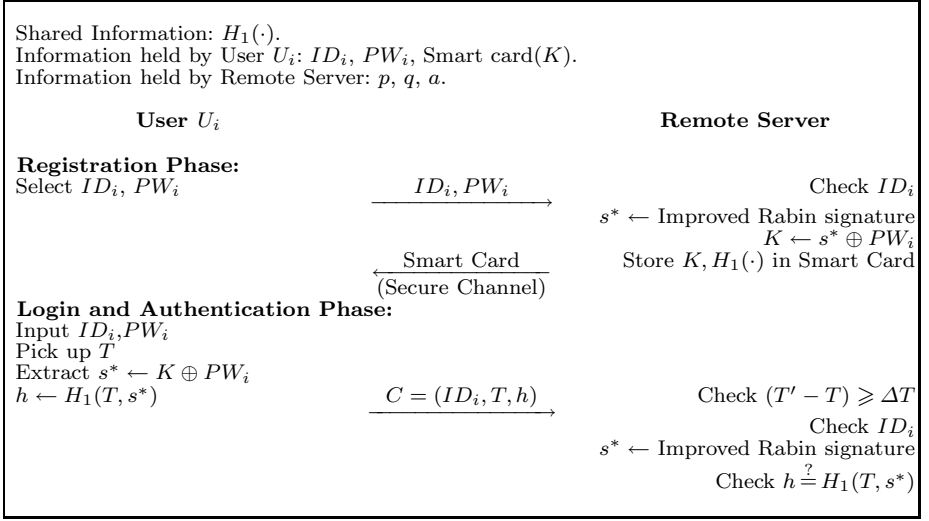 Shared Information: H₁(·).
Information held by User Uᵢ: IDᵢ, PWᵢ, Smart card(K).
Information held by Remote Server: p, q, a.
User Uᵢ Remote Server
Registration Phase:
Select IDᵢ, PWᵢ IDᵢ, PWᵢ → Check IDᵢ
s* ← Improved Rabin signature
K ← s* ⊕ PWᵢ
Smart Card ← Store K, H₁(·) in Smart Card
(Secure Channel)
Login and Authentication Phase:
Input IDᵢ,PWᵢ
Pick up T
Extract s* ← K ⊕ PWᵢ
h ← H₁(T, s*) C = (IDᵢ, T, h) → Check (T′ − T) ⩾ ΔT
Check IDᵢ
s* ← Improved Rabin signature
Check h ≟ H₁(T, s*)